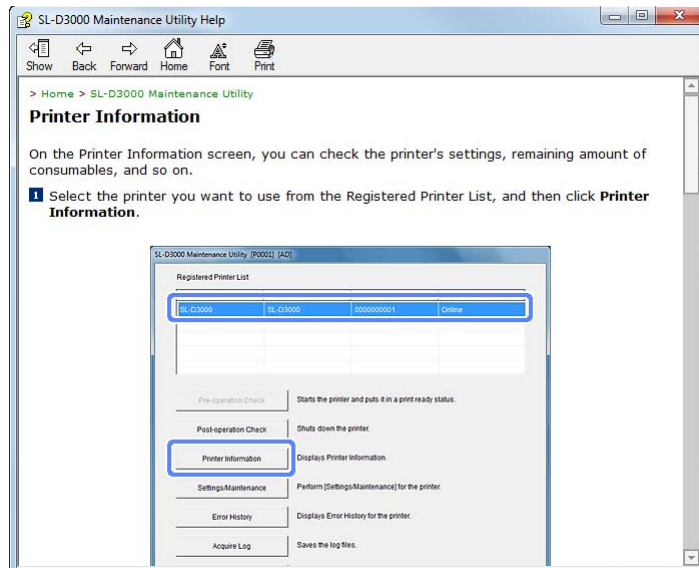 SL-D3000 Maintenance Utility Help
Show Back Forward Home Font Print
> Home > SL-D3000 Maintenance Utility
Printer Information
On the Printer Information screen, you can check the printer's settings, remaining amount of
consumables, and so on.
1 Select the printer you want to use from the Registered Printer List, and then click Printer
Information.
SL-D3000 Maintenance Utility [P0001] [AD]
Registered Printer List
SL-D3000 SL-D3000 0000000001 Online
Pre-operation Check Starts the printer and puts it in a print ready status.
Post-operation Check Shuts down the printer.
Printer Information Displays Printer Information.
Settings/Maintenance Perform [Settings/Maintenance] for the printer.
Error History Displays Error History for the printer.
Acquire Log Saves the log files.